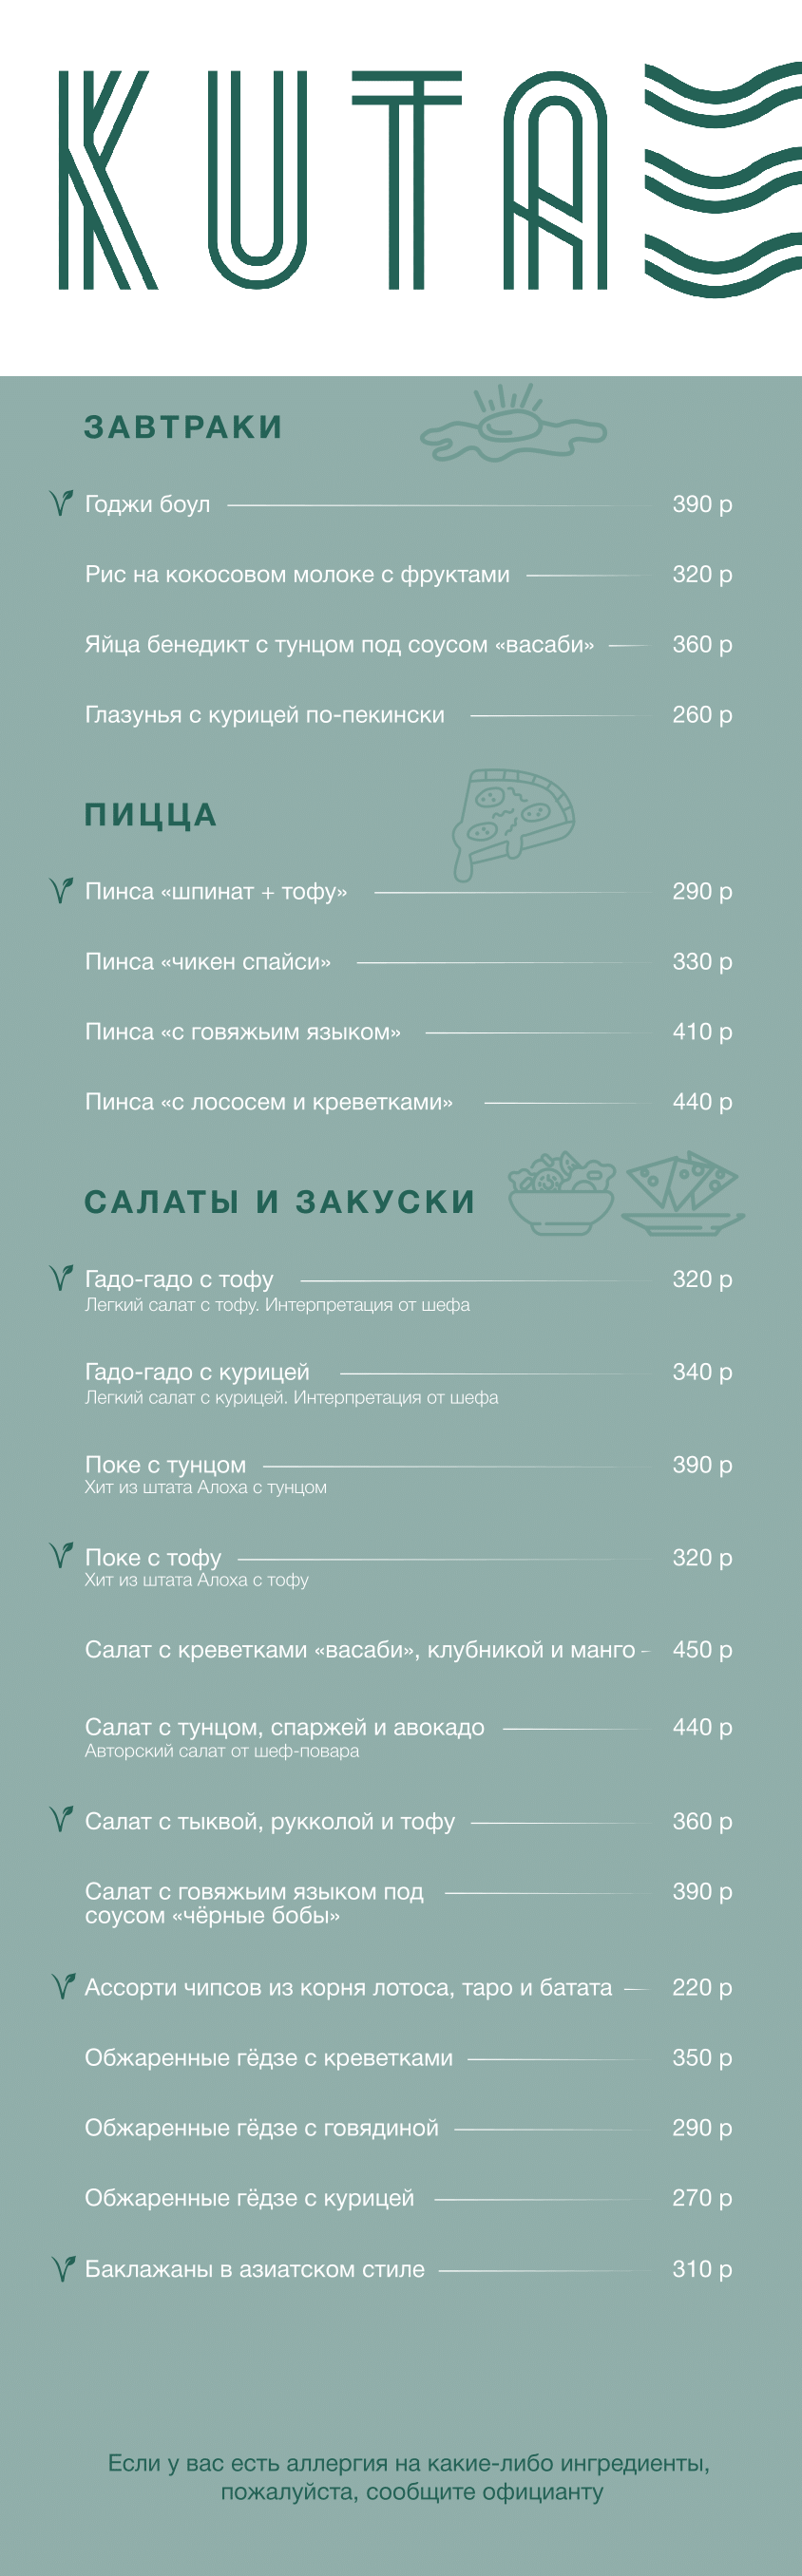 KUTA
ЗАВТРАКИ
Годжи боул 390 р
Рис на кокосовом молоке с фруктами 320 р
Яйца бенедикт с тунцом под соусом «васаби» 360 р
Глазунья с курицей по-пекински 260 р
ПИЦЦА
Пинса «шпинат + тофу» 290 р
Пинса «чикен спайси» 330 р
Пинса «с говяжьим языком» 410 р
Пинса «с лососем и креветками» 440 р
САЛАТЫ И ЗАКУСКИ
Гадо-гадо с тофу 320 р
Легкий салат с тофу. Интерпретация от шефа
Гадо-гадо с курицей 340 р
Легкий салат с курицей. Интерпретация от шефа
Поке с тунцом 390 р
Хит из штата Алоха с тунцом
Поке с тофу 320 р
Хит из штата Алоха с тофу
Салат с креветками «васаби», клубникой и манго 450 р
Салат с тунцом, спаржей и авокадо 440 р
Авторский салат от шеф-повара
Салат с тыквой, рукколой и тофу 360 р
Салат с говяжьим языком под 390 р
соусом «чёрные бобы»
Ассорти чипсов из корня лотоса, таро и батата 220 р
Обжаренные гёдзе с креветками 350 р
Обжаренные гёдзе с говядиной 290 р
Обжаренные гёдзе с курицей 270 р
Баклажаны в азиатском стиле 310 р
Если у вас есть аллергия на какие-либо ингредиенты,
пожалуйста, сообщите официанту